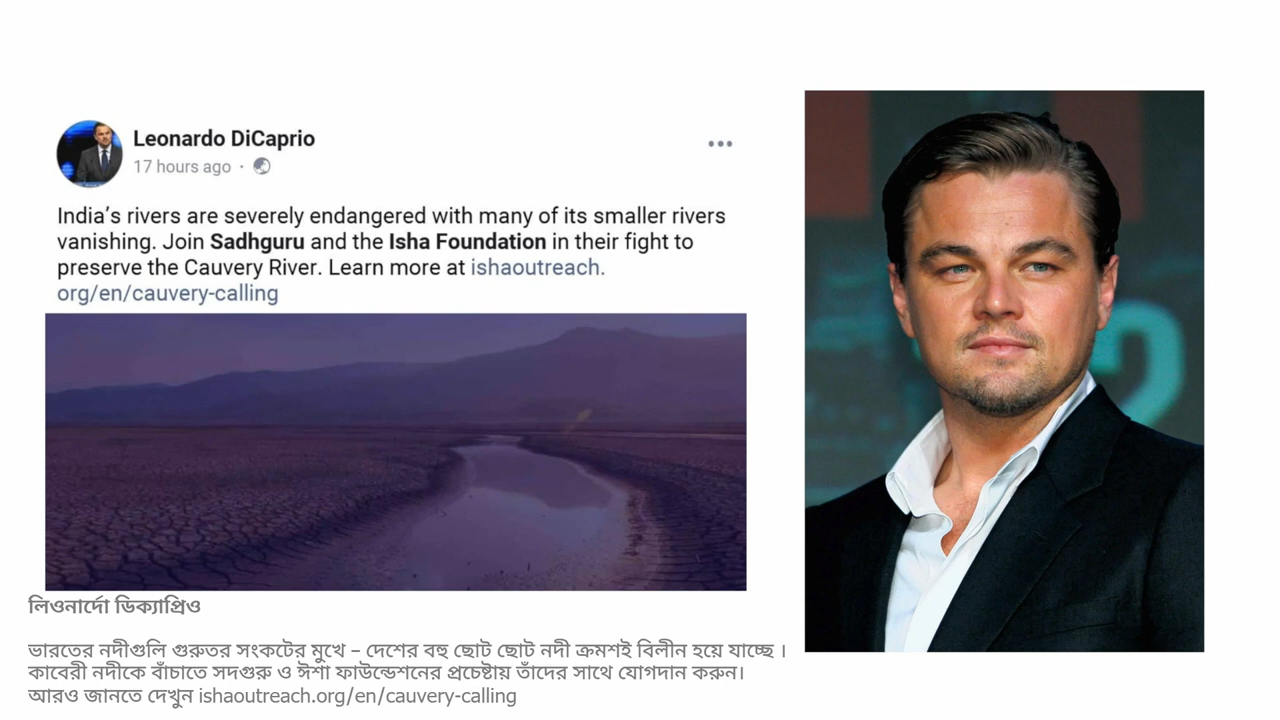 Leonardo DiCaprio
17 hours ago ·
India's rivers are severely endangered with many of its smaller rivers
vanishing. Join Sadhguru and the Isha Foundation in their fight to
preserve the Cauvery River. Learn more at ishaoutreach.
org/en/cauvery-calling
লিওনার্দো ডিক্যাপ্রিও
ভারতের নদীগুলি গুরুতর সংকটের মুখে – দেশের বহু ছোট ছোট নদী ক্রমশই বিলীন হয়ে যাচ্ছে ।
কাবেরী নদীকে বাঁচাতে সদগুরু ও ঈশা ফাউন্ডেশনের প্রচেষ্টায় তাঁদের সাথে যোগদান করুন।
আরও জানতে দেখুন ishaoutreach.org/en/cauvery-calling
2